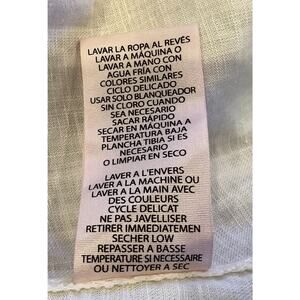 LAVAR LA ROPA AL REVÉS
LAVAR A MÁQUINA O
LAVAR A MANO CON
AGUA FRÍA CON
COLORES SIMILARES
CICLO DELICADO
USAR SOLO BLANQUEADOR
SIN CLORO CUANDO
SEA NECESARIO
SACAR RÁPIDO
SECAR EN MÁQUINA A
TEMPERATURA BAJA
PLANCHA TIBIA SI ES
NECESARIO
O LIMPIAR EN SECO
LAVER A L'ENVERS
LAVER A LA MACHINE OU
LAVER A LA MAIN AVEC
DES COULEURS
CYCLE DELICAT
NE PAS JAVELLISER
RETIRER IMMEDIATEMEN
SECHER LOW
REPASSER A BASSE
TEMPERATURE SI NECESSAIRE
OU NETTOYER A SEC